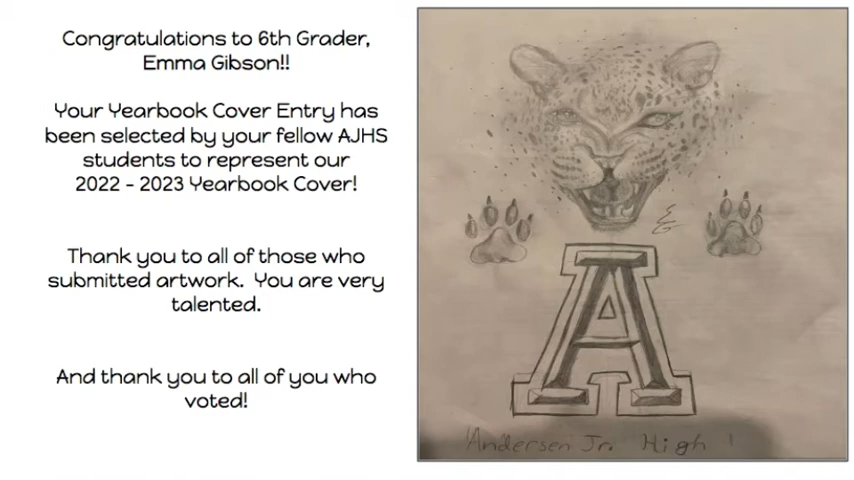 Congratulations to 6th Grader,
Emma Gibson!!
Your Yearbook Cover Entry has
been selected by your fellow AJHS
students to represent our
2022 - 2023 Yearbook Cover!
Thank you to all of those who
submitted artwork. You are very
talented.
And thank you to all of you who
voted!
EG
A
'Andersen Jr. High '